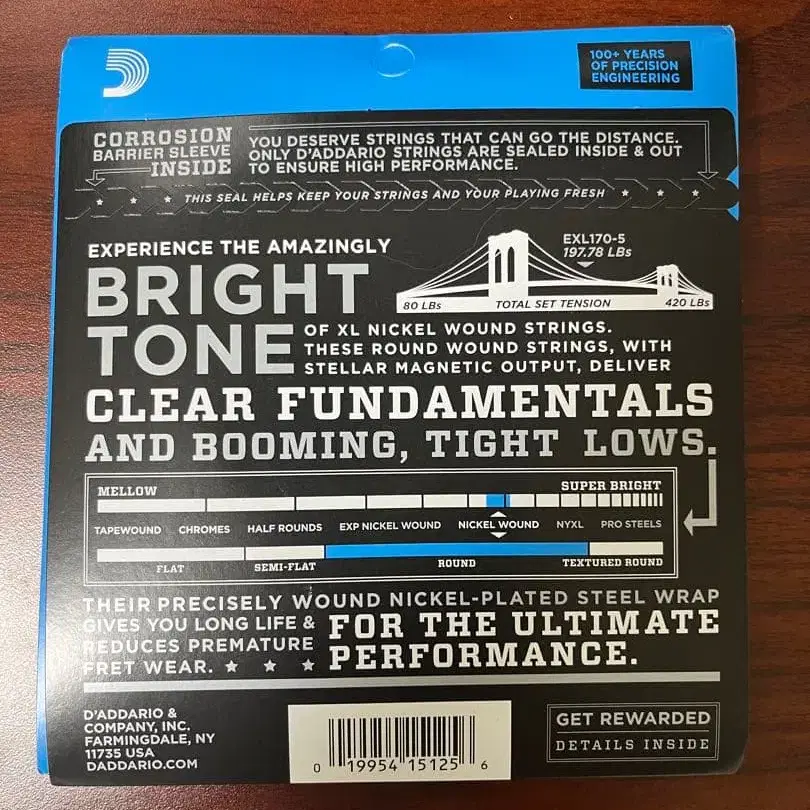 100+ YEARS
OF PRECISION
ENGINEERING
CORROSION
BARRIER SLEEVE
INSIDE
YOU DESERVE STRINGS THAT CAN GO THE DISTANCE.
ONLY D'ADDARIO STRINGS ARE SEALED INSIDE & OUT
TO ENSURE HIGH PERFORMANCE.
THIS SEAL HELPS KEEP YOUR STRINGS AND YOUR PLAYING FRESH
EXPERIENCE THE AMAZINGLY
BRIGHT
TONE
EXL170-5
197.78 LBs
80 LBs TOTAL SET TENSION 420 LBs
OF XL NICKEL WOUND STRINGS.
THESE ROUND WOUND STRINGS, WITH
STELLAR MAGNETIC OUTPUT, DELIVER
CLEAR FUNDAMENTALS
AND BOOMING, TIGHT LOWS.
MELLOW SUPER BRIGHT
TAPEWOUND CHROMES HALF ROUNDS EXP NICKEL WOUND NICKEL WOUND NYXL PRO STEELS
FLAT SEMI-FLAT ROUND TEXTURED ROUND
THEIR PRECISELY WOUND NICKEL-PLATED STEEL WRAP
GIVES YOU LONG LIFE &
REDUCES PREMATURE
FRET WEAR.
FOR THE ULTIMATE
PERFORMANCE.
D'ADDARIO &
COMPANY, INC.
FARMINGDALE, NY
11735 USA
DADDARIO.COM
0 19954 15125 6
GET REWARDED
DETAILS INSIDE